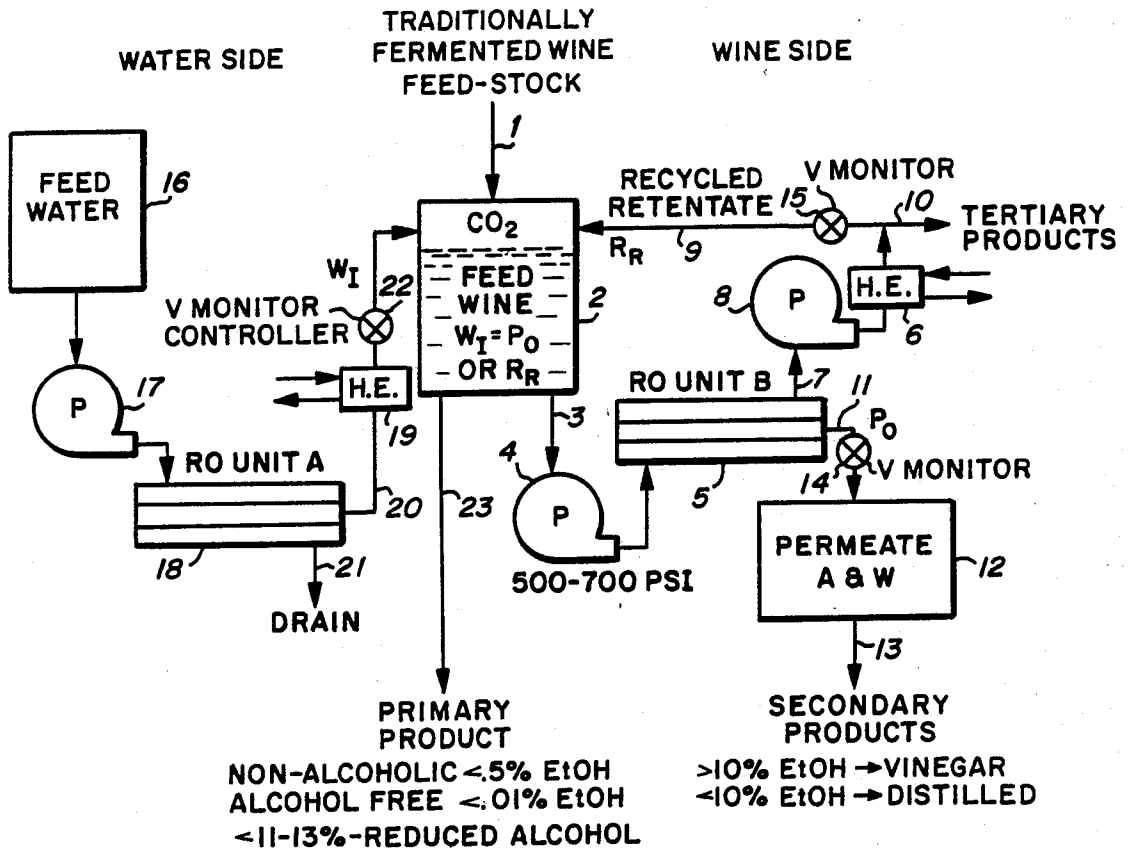 TRADITIONALLY
FERMENTED WINE
FEED-STOCK
WATER SIDE
WINE SIDE
1
FEED
WATER
16
RECYCLED
RETENTATE
V MONITOR
15
10
TERTIARY
PRODUCTS
CO2
RR
9
WI
22
V MONITOR
CONTROLLER
FEED
WINE
WI=PO
OR RR
2
8
P
H.E.
6
17
P
H.E.
19
3
RO UNIT B
7
11
PO
5
14
V MONITOR
RO UNIT A
4
P
20
23
18
21
500-700 PSI
DRAIN
PERMEATE
A & W
12
13
PRIMARY
PRODUCT
NON-ALCOHOLIC <.5% EtOH
ALCOHOL FREE <.01% EtOH
<11-13%-REDUCED ALCOHOL
SECONDARY
PRODUCTS
>10% EtOH → VINEGAR
<10% EtOH → DISTILLED